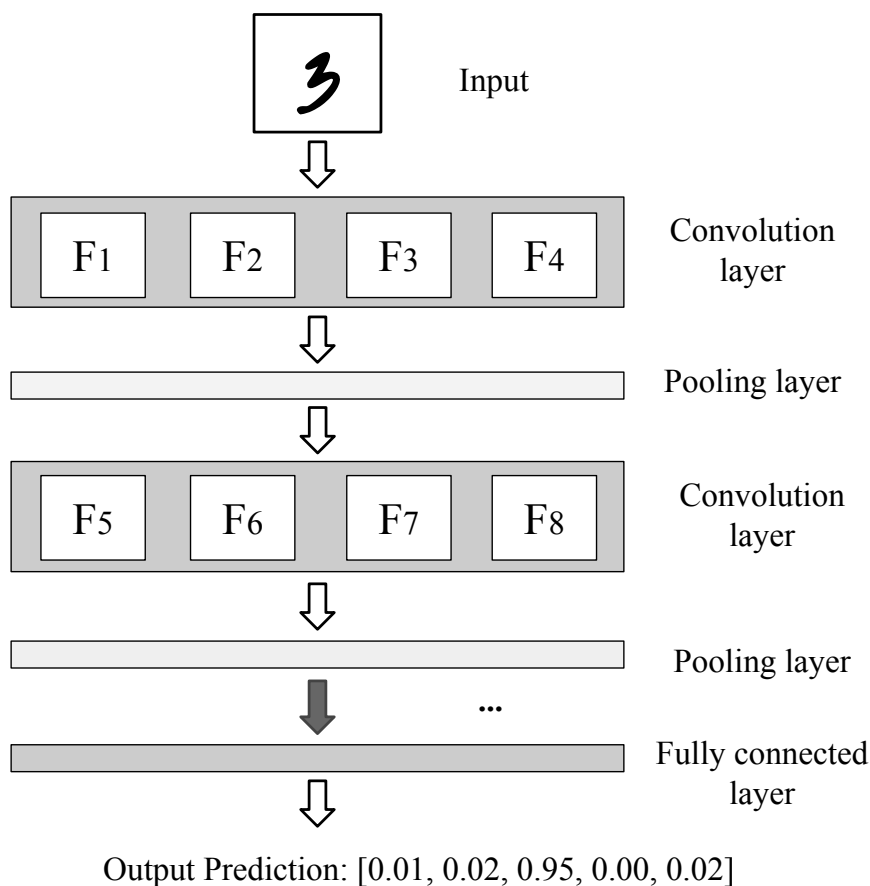 3
Input
F1 F2 F3 F4
Convolution
layer
Pooling layer
F5 F6 F7 F8
Convolution
layer
Pooling layer
...
Fully connected
layer
Output Prediction: [0.01, 0.02, 0.95, 0.00, 0.02]